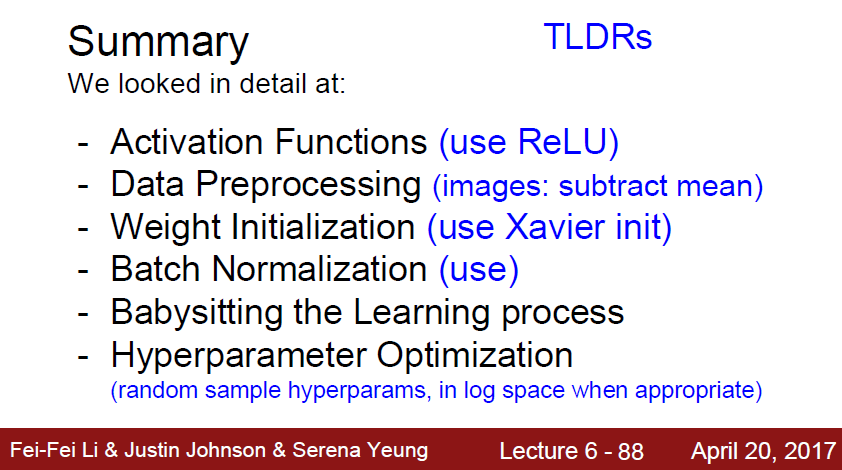 Summary
TLDRs
We looked in detail at:
- Activation Functions (use ReLU)
- Data Preprocessing (images: subtract mean)
- Weight Initialization (use Xavier init)
- Batch Normalization (use)
- Babysitting the Learning process
- Hyperparameter Optimization
(random sample hyperparams, in log space when appropriate)
Fei-Fei Li & Justin Johnson & Serena Yeung
Lecture 6 - 88
April 20, 2017